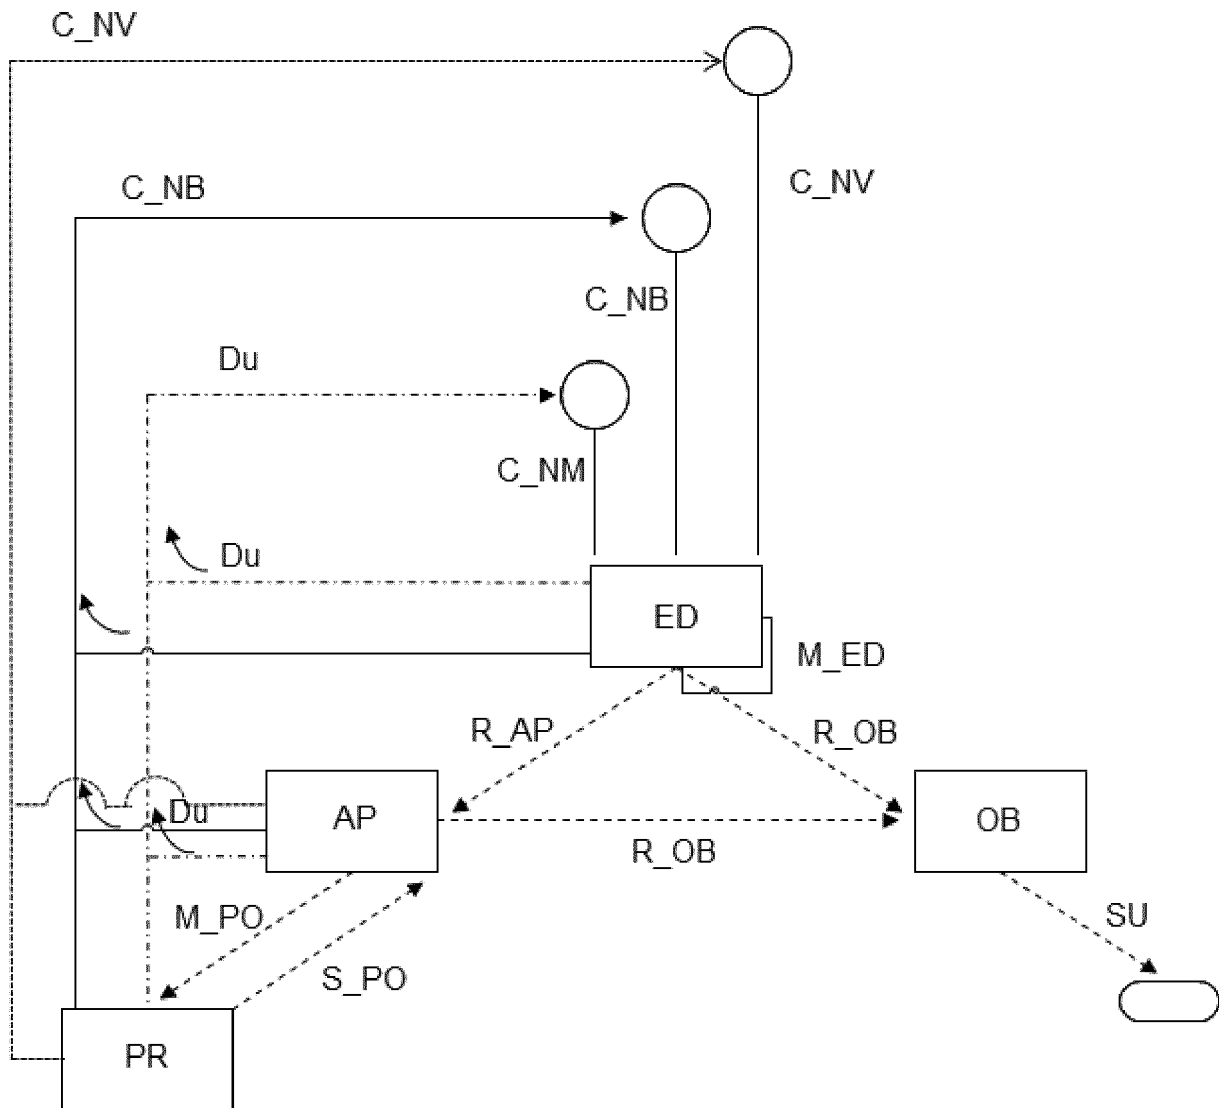 C_NV
C_NV
C_NB
C_NB
Du
C_NM
Du
ED
M_ED
R_AP
R_OB
Du
AP
OB
R_OB
M_PO
SU
S_PO
PR